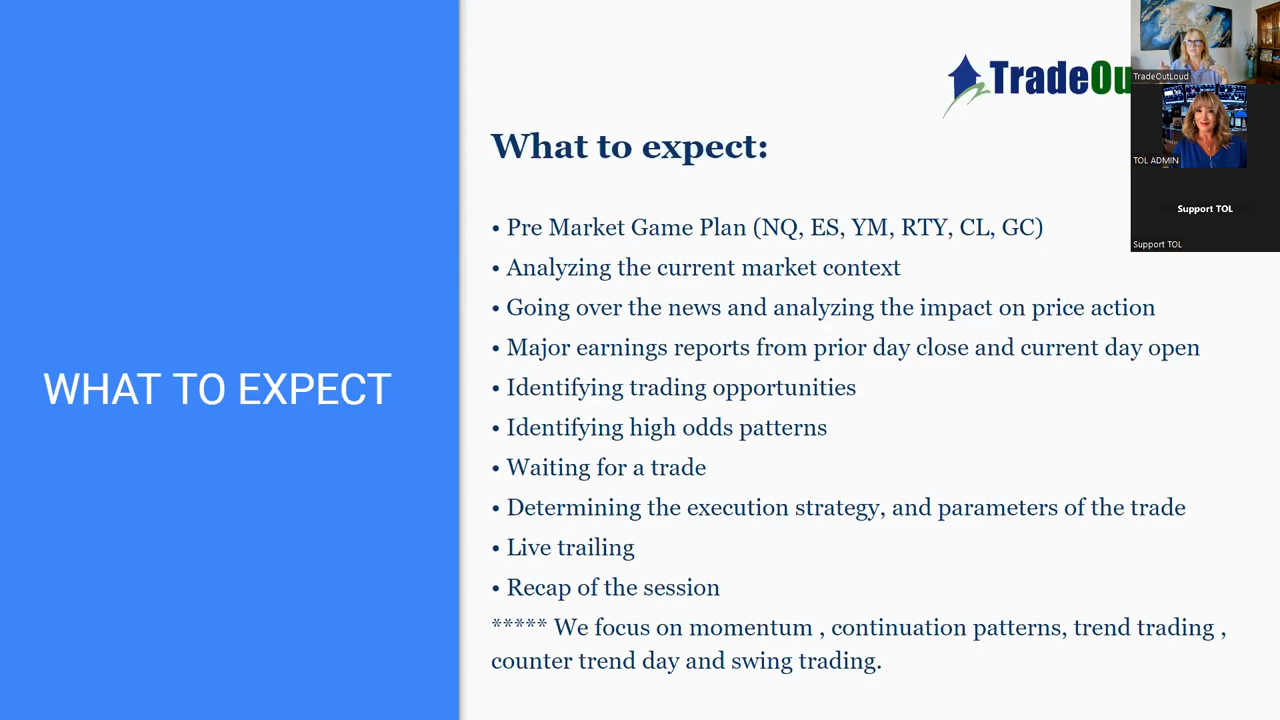 TradeOu
TradeOutLoud
TOL ADMIN
Support TOL
Support TOL
What to expect:
• Pre Market Game Plan (NQ, ES, YM, RTY, CL, GC)
• Analyzing the current market context
• Going over the news and analyzing the impact on price action
• Major earnings reports from prior day close and current day open
WHAT TO EXPECT
• Identifying trading opportunities
• Identifying high odds patterns
• Waiting for a trade
• Determining the execution strategy, and parameters of the trade
• Live trailing
• Recap of the session
***** We focus on momentum , continuation patterns, trend trading ,
counter trend day and swing trading.